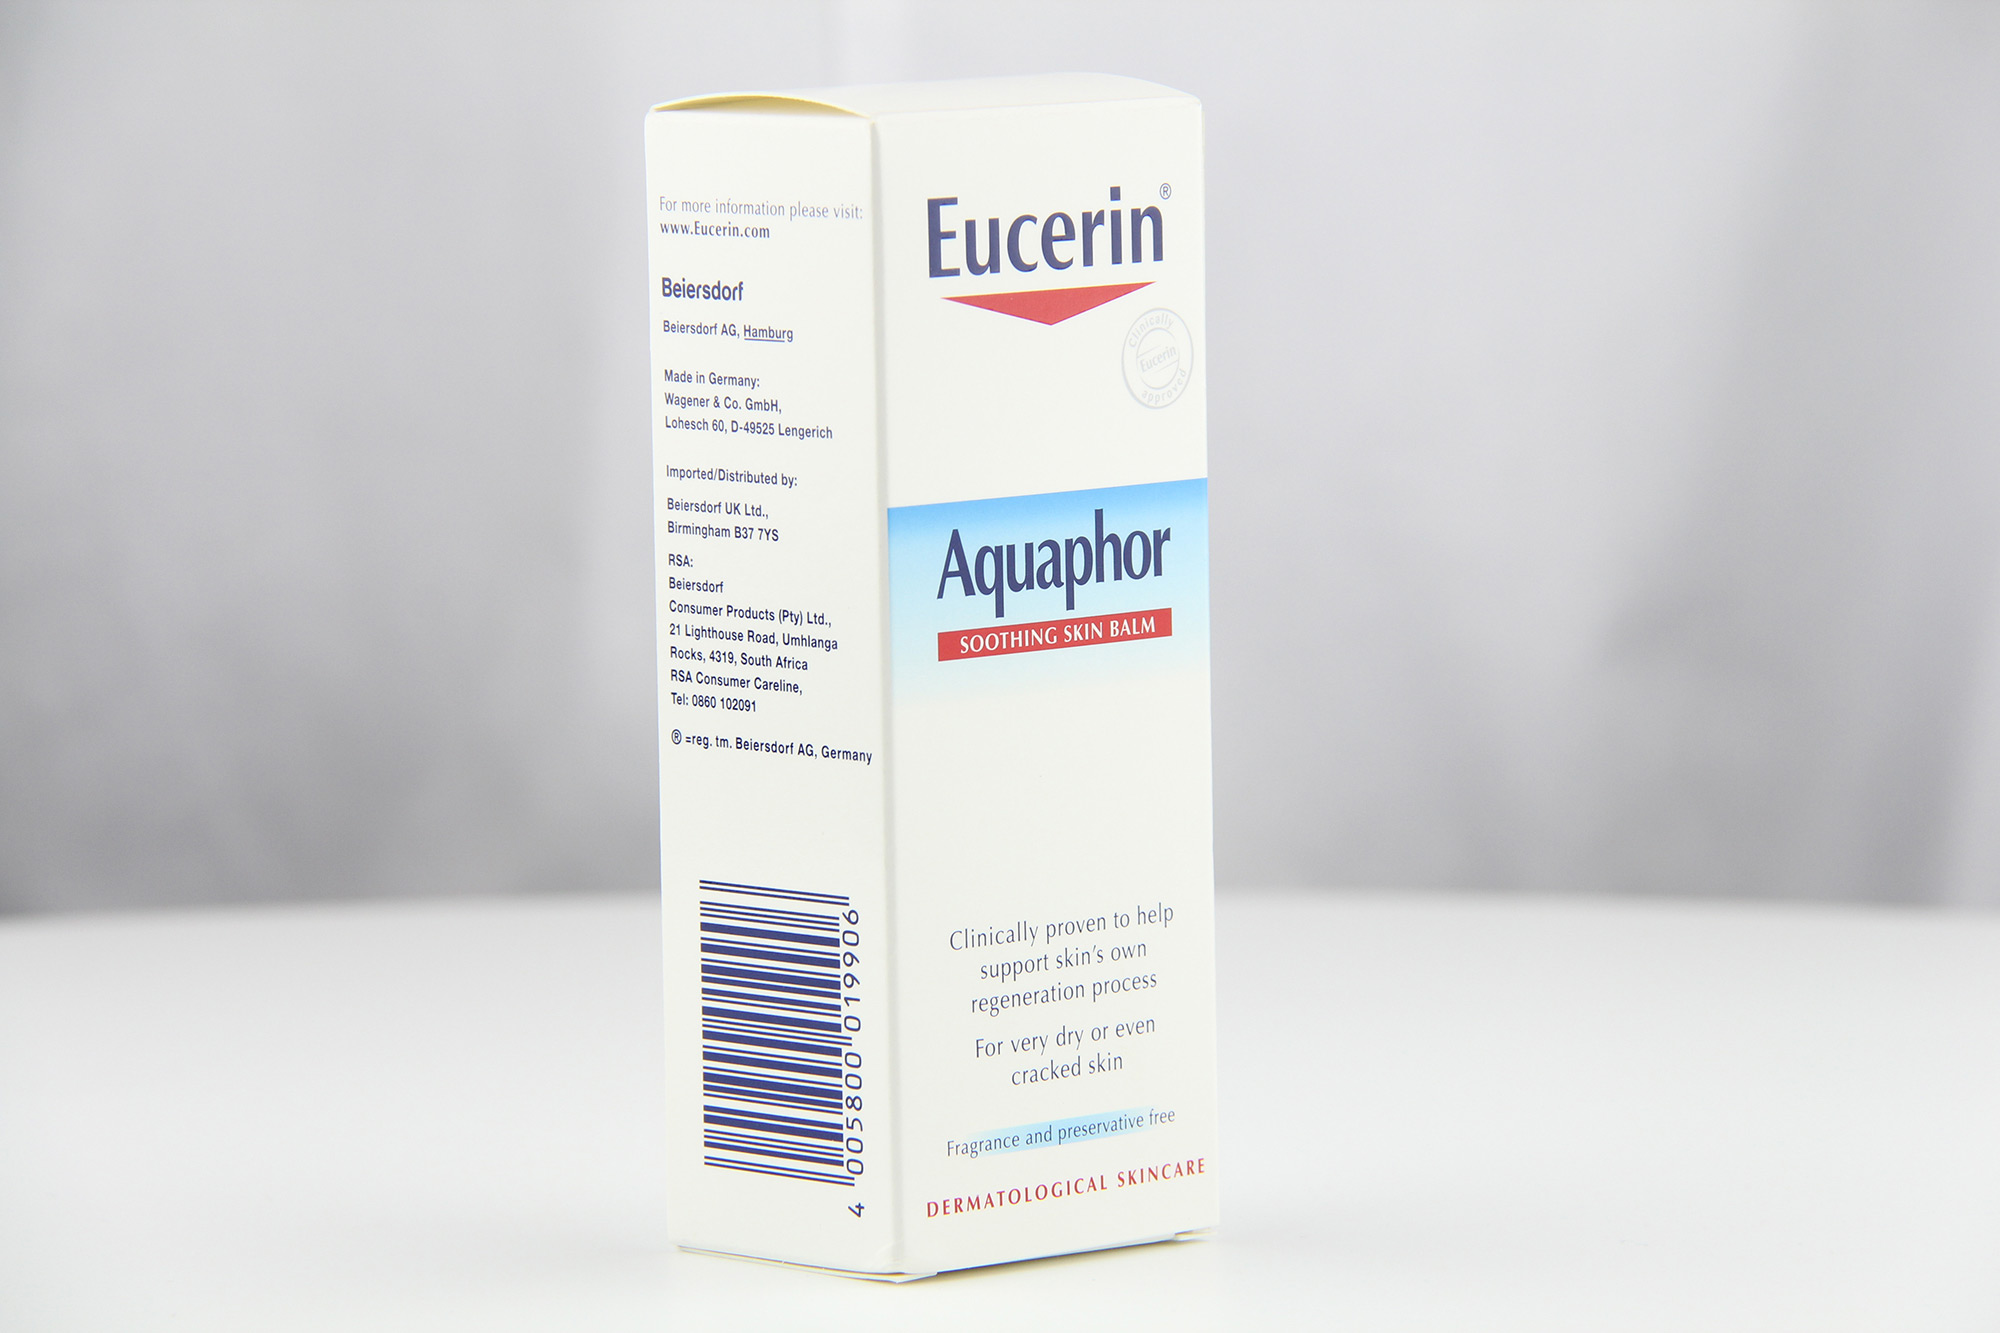 For more information please visit:
www.Eucerin.com
Beiersdorf
Beiersdorf AG, Hamburg
Made in Germany:
Wagener & Co. GmbH,
Lohesch 60, D-49525 Lengerich
Imported/Distributed by:
Beiersdorf UK Ltd.,
Birmingham B37 7YS
RSA:
Beiersdorf
Consumer Products (Pty) Ltd.,
21 Lighthouse Road, Umhlanga
Rocks, 4319, South Africa
RSA Consumer Careline,
Tel: 0860 102091
® =reg. tm. Beiersdorf AG, Germany
4 005800 019906
Eucerin®
Clinically
Eucerin
approved
Aquaphor
SOOTHING SKIN BALM
Clinically proven to help
support skin's own
regeneration process
For very dry or even
cracked skin
Fragrance and preservative free
DERMATOLOGICAL SKINCARE